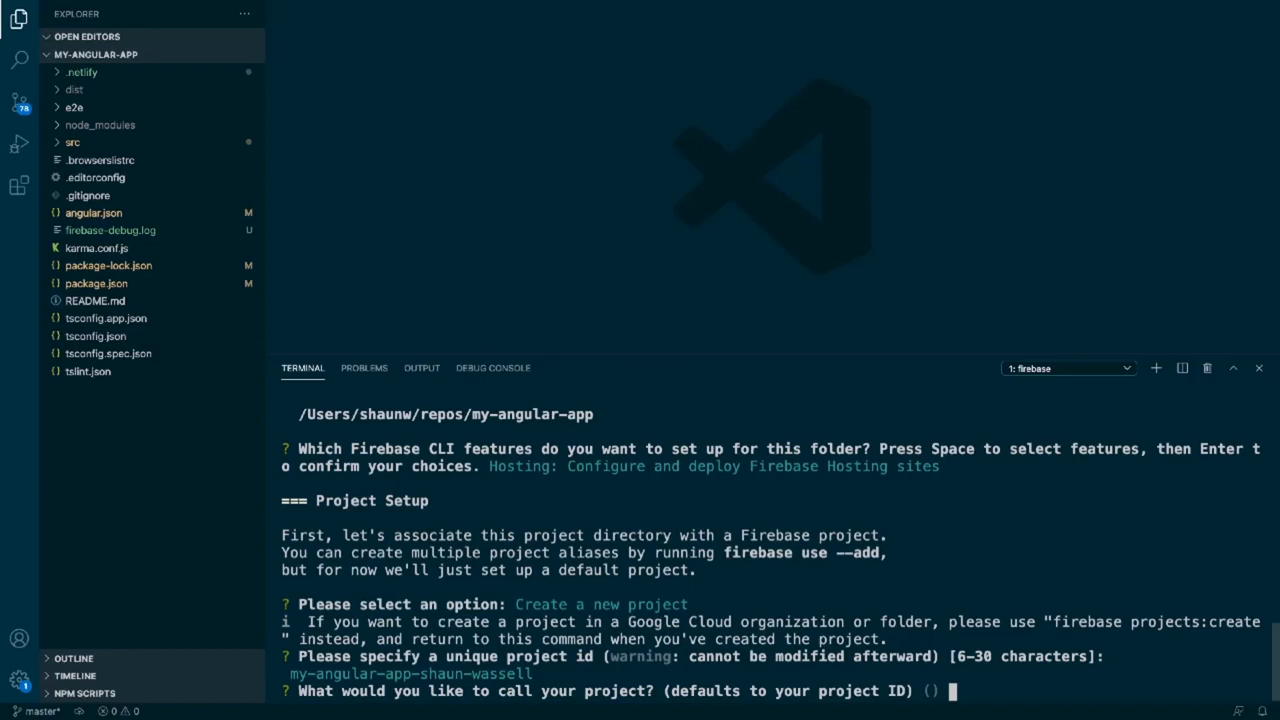 EXPLORER
OPEN EDITORS
MY-ANGULAR-APP
.netlify
dist
e2e
node_modules
src
.browserslistrc
.editorconfig
.gitignore
angular.json M
firebase-debug.log U
karma.conf.js
package-lock.json M
package.json M
README.md
tsconfig.app.json
tsconfig.json
tsconfig.spec.json
tslint.json
OUTLINE
TIMELINE
NPM SCRIPTS
78
1
TERMINAL PROBLEMS OUTPUT DEBUG CONSOLE 1: firebase
/Users/shaunw/repos/my-angular-app
? Which Firebase CLI features do you want to set up for this folder? Press Space to select features, then Enter t
o confirm your choices. Hosting: Configure and deploy Firebase Hosting sites
=== Project Setup
First, let's associate this project directory with a Firebase project.
You can create multiple project aliases by running firebase use --add,
but for now we'll just set up a default project.
? Please select an option: Create a new project
i If you want to create a project in a Google Cloud organization or folder, please use "firebase projects:create
" instead, and return to this command when you've created the project.
? Please specify a unique project id (warning: cannot be modified afterward) [6-30 characters]:
my-angular-app-shaun-wassell
? What would you like to call your project? (defaults to your project ID) ()
master* 0 0